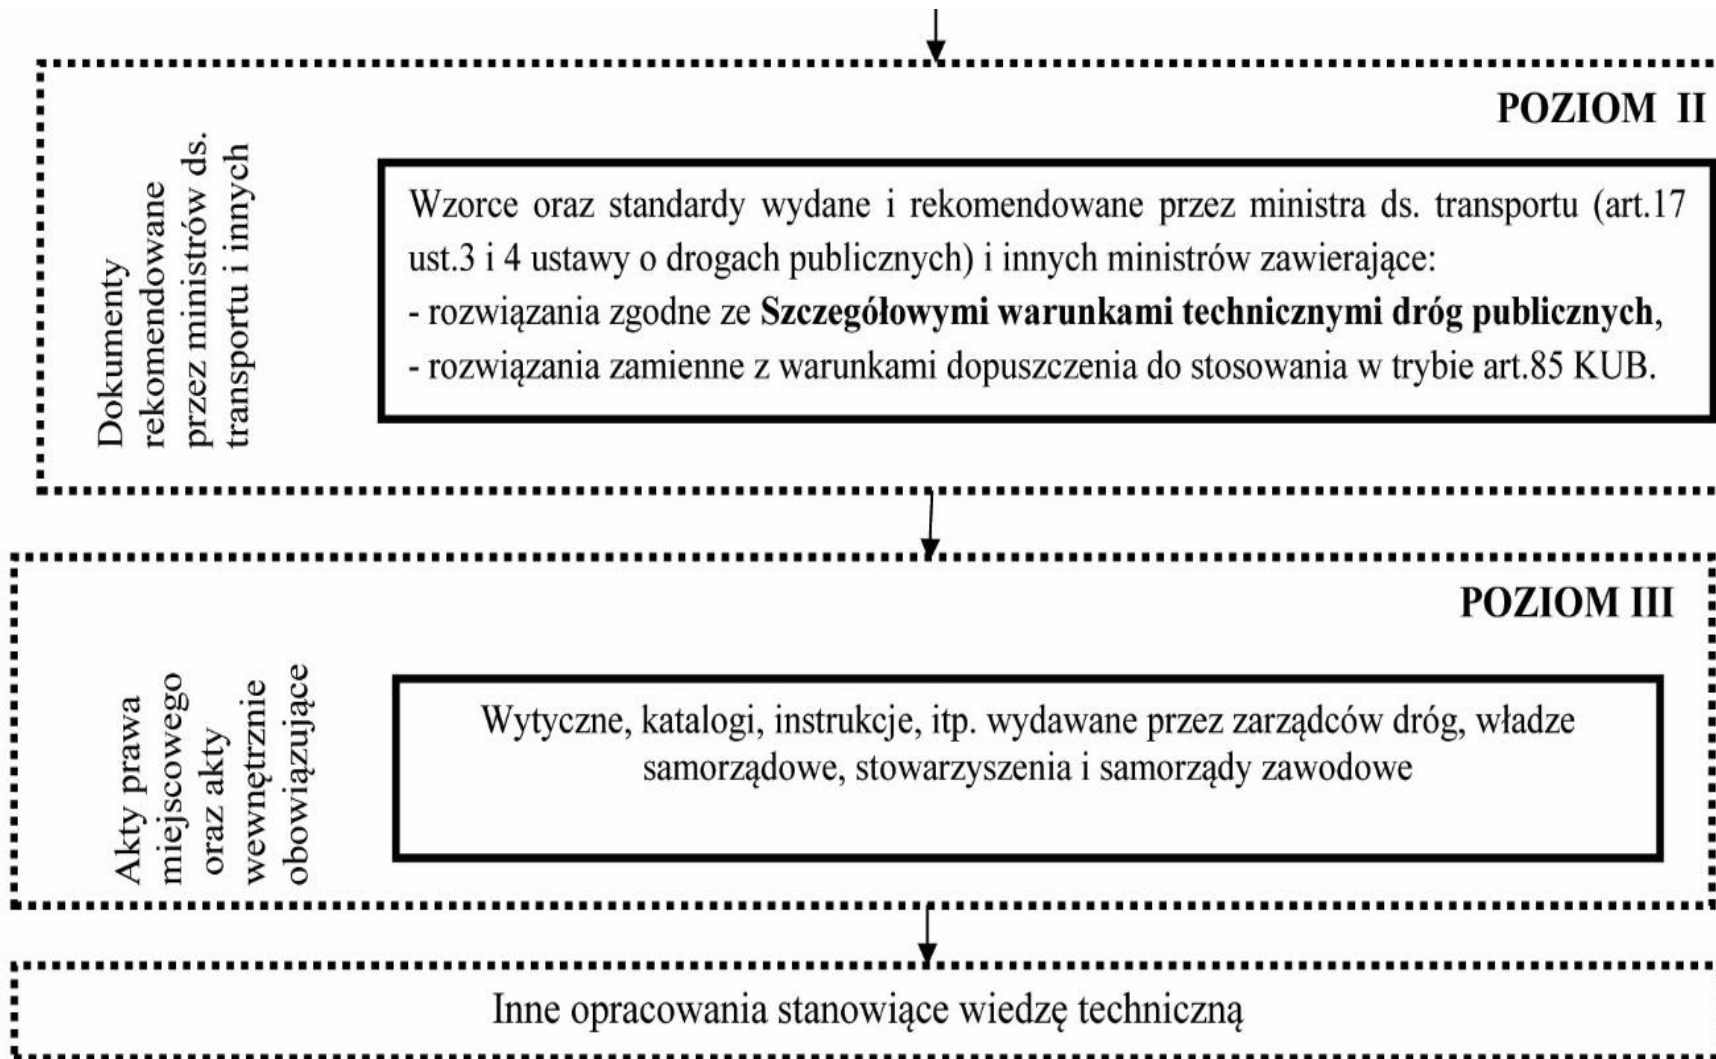 POZIOM II
Dokumenty
rekomendowane
przez ministrów ds.
transportu i innych
Wzorce oraz standardy wydane i rekomendowane przez ministra ds. transportu (art.17
ust.3 i 4 ustawy o drogach publicznych) i innych ministrów zawierające:
- rozwiązania zgodne ze Szczegółowymi warunkami technicznymi dróg publicznych,
- rozwiązania zamienne z warunkami dopuszczenia do stosowania w trybie art.85 KUB.
POZIOM III
Akty prawa
miejscowego
oraz akty
wewnętrznie
obowiązujące
Wytyczne, katalogi, instrukcje, itp. wydawane przez zarządców dróg, władze
samorządowe, stowarzyszenia i samorządy zawodowe
Inne opracowania stanowiące wiedzę techniczną